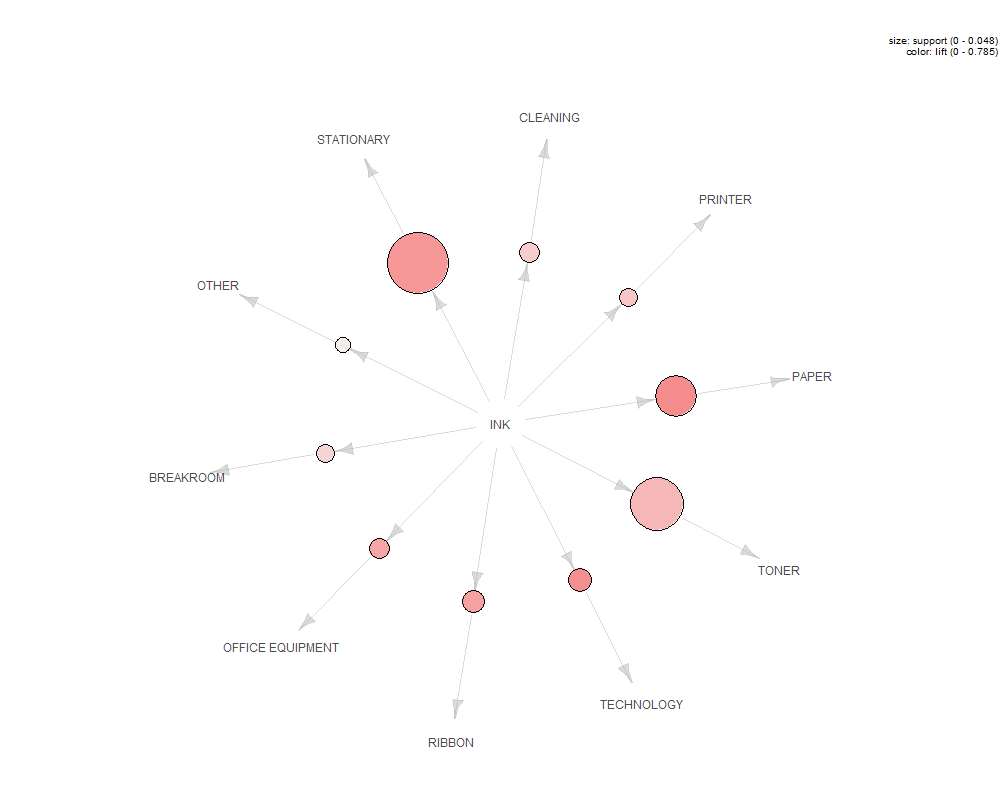 size: support (0 - 0.048)
color: lift (0 - 0.785)
CLEANING
STATIONARY
PRINTER
OTHER
PAPER
INK
BREAKROOM
TONER
OFFICE EQUIPMENT
TECHNOLOGY
RIBBON